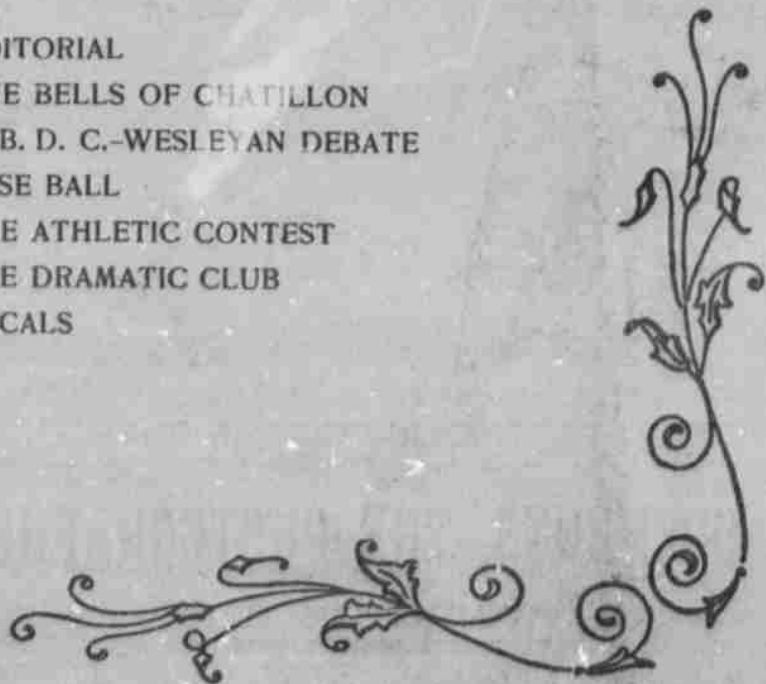 DITORIAL
E BELLS OF CHATILLON
B. D. C.-WESLEYAN DEBATE
SE BALL
E ATHLETIC CONTEST
E DRAMATIC CLUB
CALS